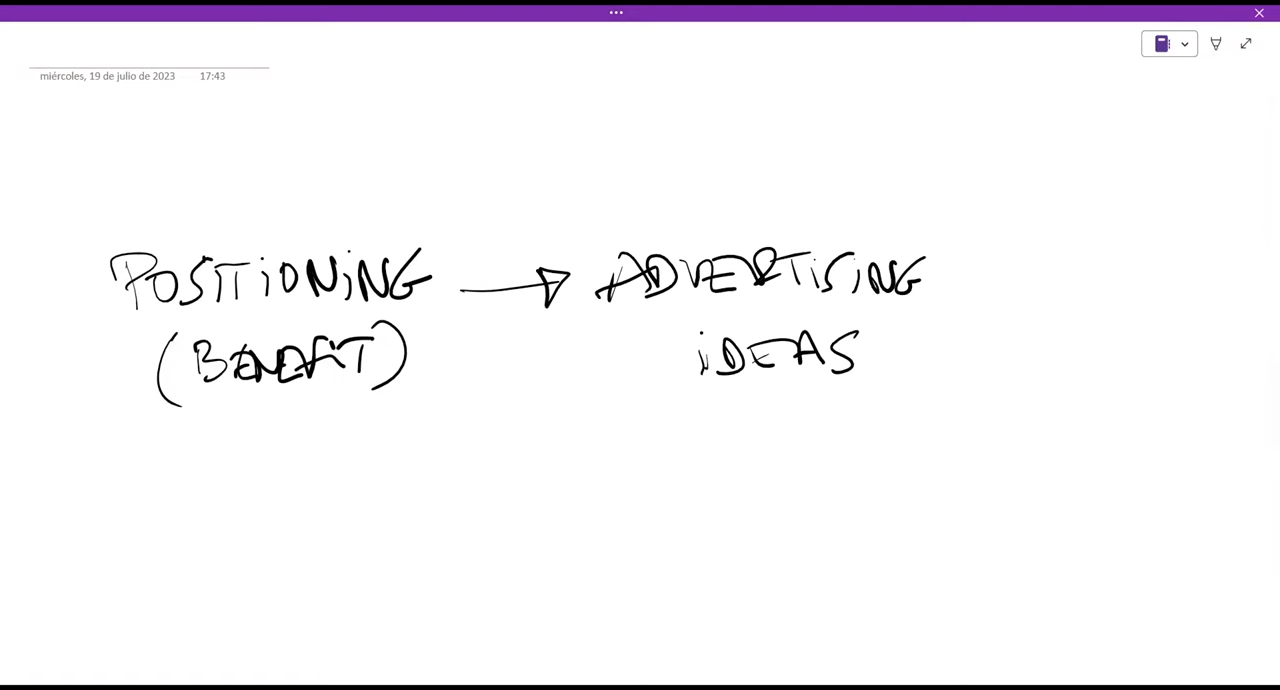 miércoles, 19 de julio de 2023 17:43
POSITIONING → ADVERTISING
(BENEFIT) IDEAS